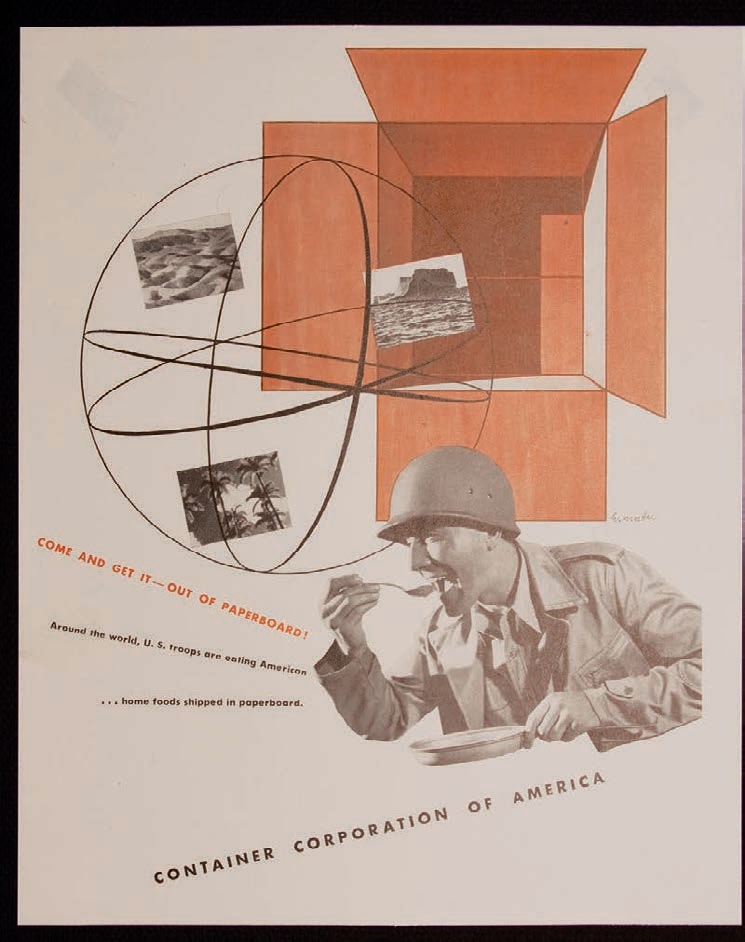 COME AND GET IT—OUT OF PAPERBOARD!
Around the world, U. S. troops are eating American
... home foods shipped in paperboard.
CONTAINER CORPORATION OF AMERICA